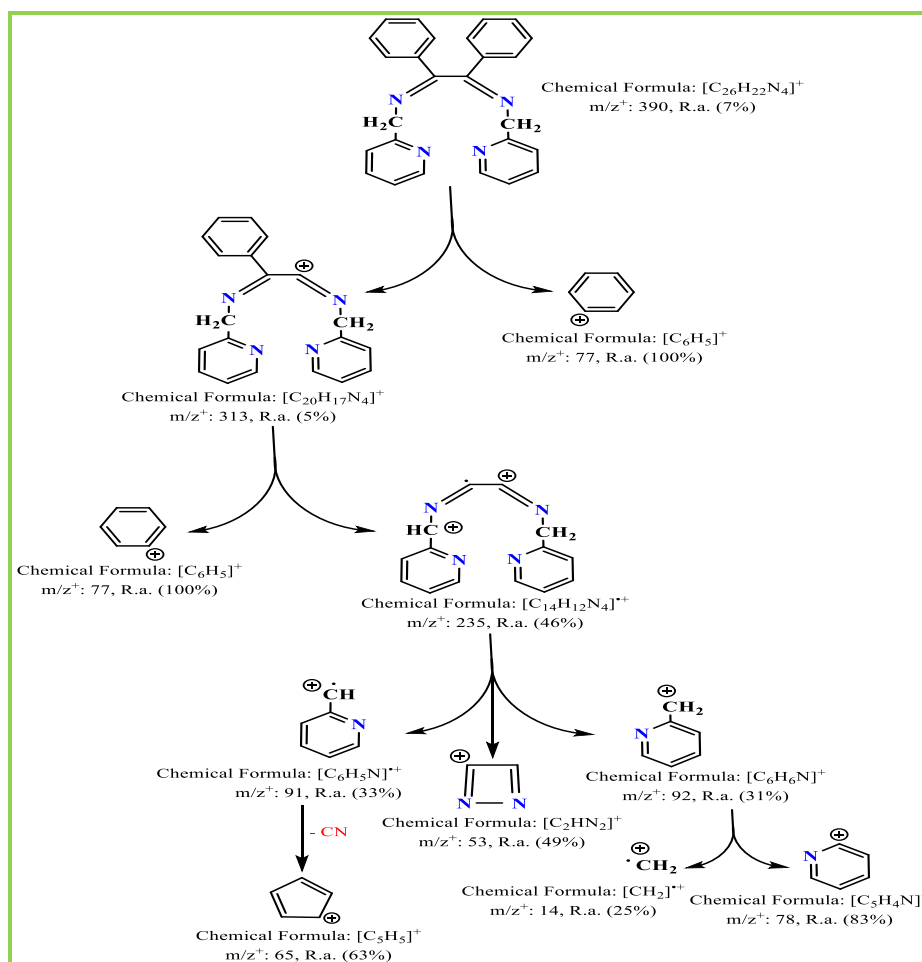 N
N
H₂C
CH₂
N
N
Chemical Formula: [C₂₆H₂₂N₄]⁺
m/z⁺: 390, R.a. (7%)
⊕
N
N
H₂C
CH₂
N
N
Chemical Formula: [C₂₀H₁₇N₄]⁺
m/z⁺: 313, R.a. (5%)
⊕
Chemical Formula: [C₆H₅]⁺
m/z⁺: 77, R.a. (100%)
⊕
Chemical Formula: [C₆H₅]⁺
m/z⁺: 77, R.a. (100%)
· ⊕
N
N
HC ⊕
CH₂
N
N
Chemical Formula: [C₁₄H₁₂N₄]•⁺
m/z⁺: 235, R.a. (46%)
⊕ ·
CH
N
Chemical Formula: [C₆H₅N]•⁺
m/z⁺: 91, R.a. (33%)
- CN
⊕
Chemical Formula: [C₅H₅]⁺
m/z⁺: 65, R.a. (63%)
⊕
N N
Chemical Formula: [C₂HN₂]⁺
m/z⁺: 53, R.a. (49%)
⊕
CH₂
N
Chemical Formula: [C₆H₆N]⁺
m/z⁺: 92, R.a. (31%)
⊕
·CH₂
Chemical Formula: [CH₂]•⁺
m/z⁺: 14, R.a. (25%)
⊕
N
Chemical Formula: [C₅H₄N]
m/z⁺: 78, R.a. (83%)